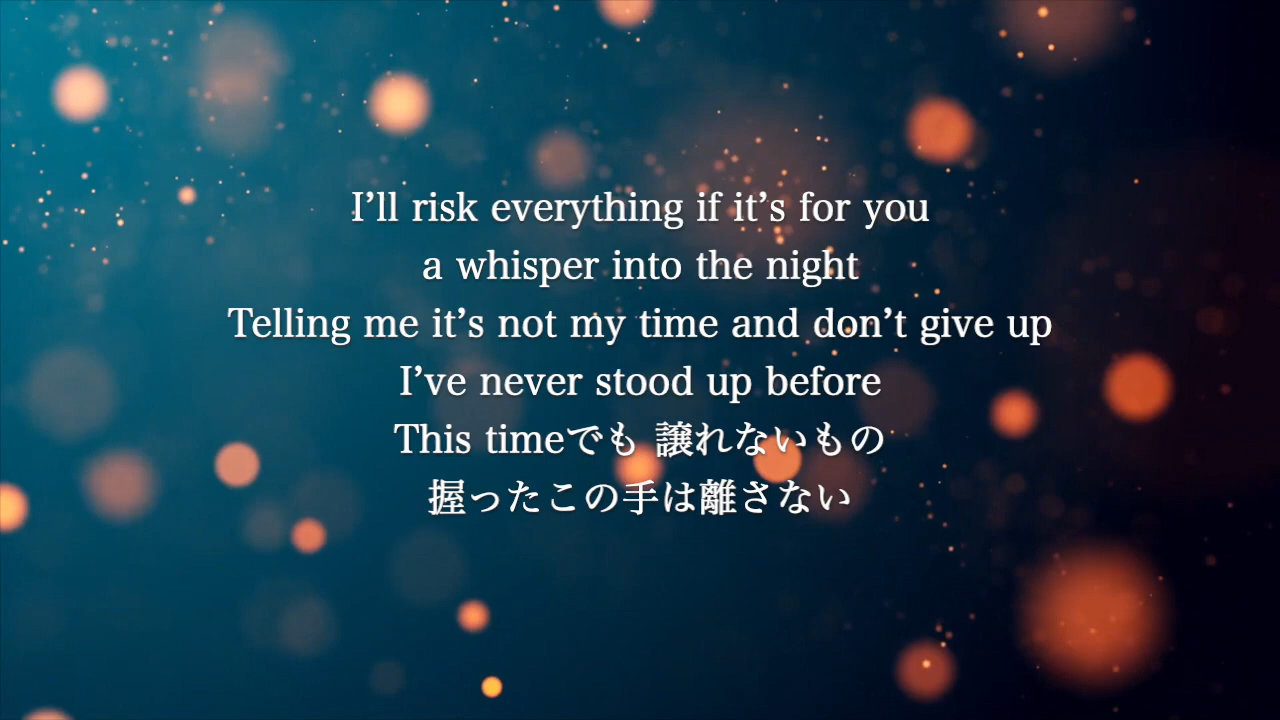 I’ll risk everything if it’s for you
a whisper into the night
Telling me it’s not my time and don’t give up
I’ve never stood up before
This timeでも 譲れないもの
握ったこの手は離さない